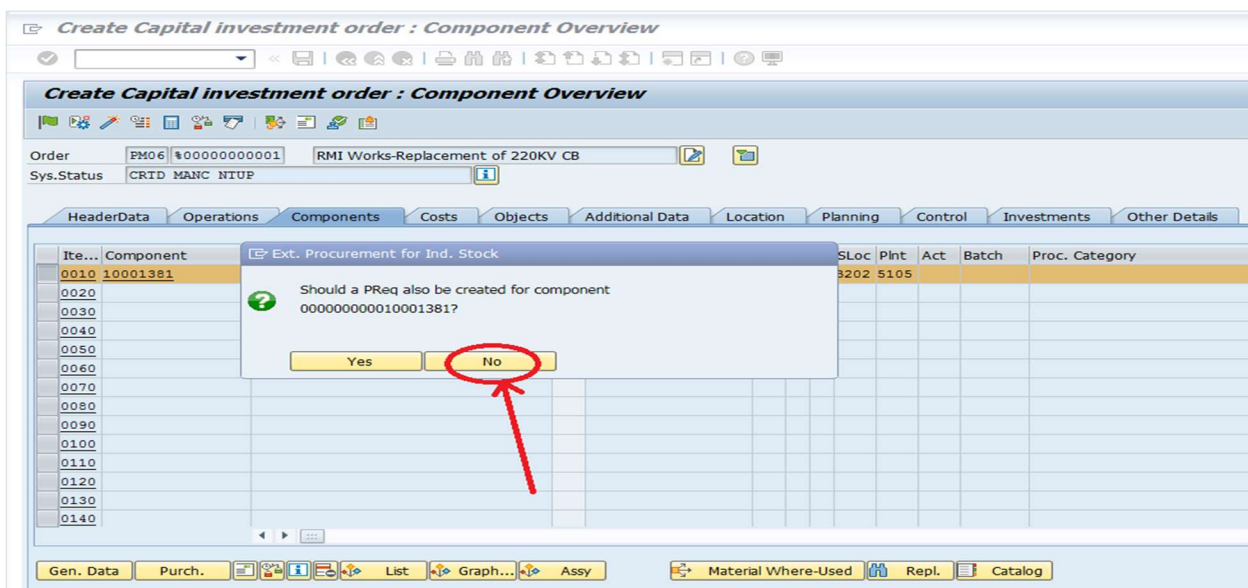 Create Capital investment order : Component Overview
Create Capital investment order : Component Overview
Order PM06 %00000000001 RMI Works-Replacement of 220KV CB
Sys.Status CRTD MANC NTUP
HeaderData Operations Components Costs Objects Additional Data Location Planning Control Investments Other Details
Ite... Component SLoc Plnt Act Batch Proc. Category
Ext. Procurement for Ind. Stock
0010 10001381 3202 5105
Should a PReq also be created for component
000000000010001381?
Yes No
0020
0030
0040
0050
0060
0070
0080
0090
0100
0110
0120
0130
0140
Gen. Data Purch. List Graph... Assy Material Where-Used Repl. Catalog